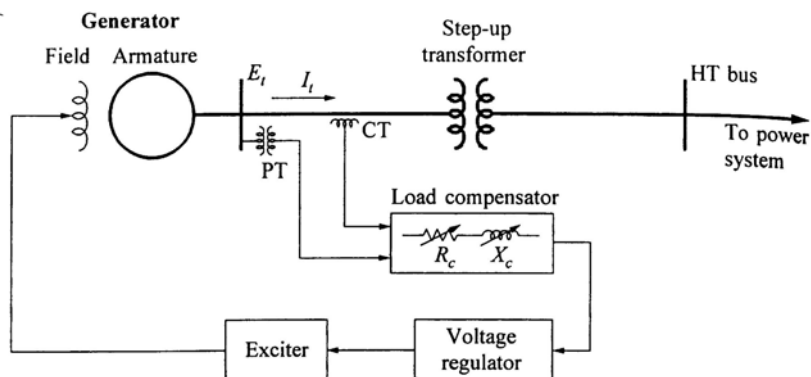 Generator
Field Armature
E_t
I_t
Step-up
transformer
HT bus
CT
PT
To power
system
Load compensator
R_c X_c
Exciter
Voltage
regulator